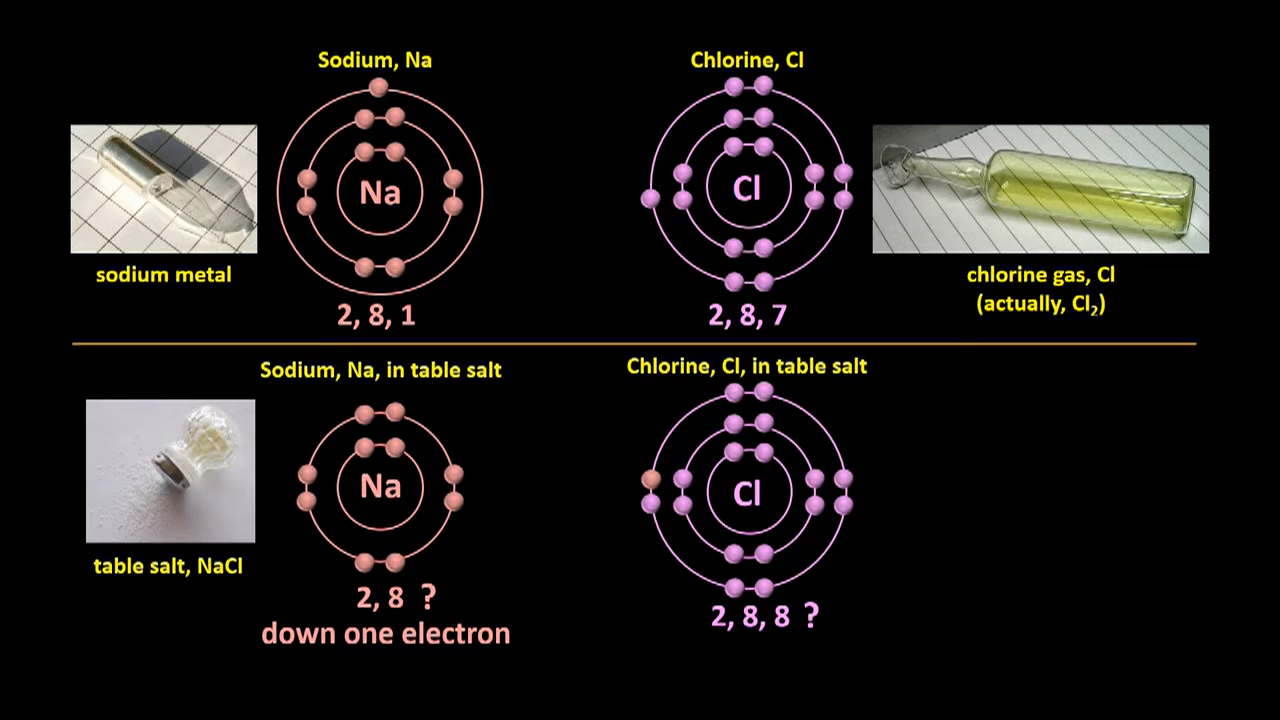 Sodium, Na
Chlorine, Cl
Na
Cl
sodium metal
chlorine gas, Cl
(actually, Cl₂)
2, 8, 1
2, 8, 7
Sodium, Na, in table salt
Chlorine, Cl, in table salt
Na
Cl
table salt, NaCl
2, 8 ?
down one electron
2, 8, 8 ?